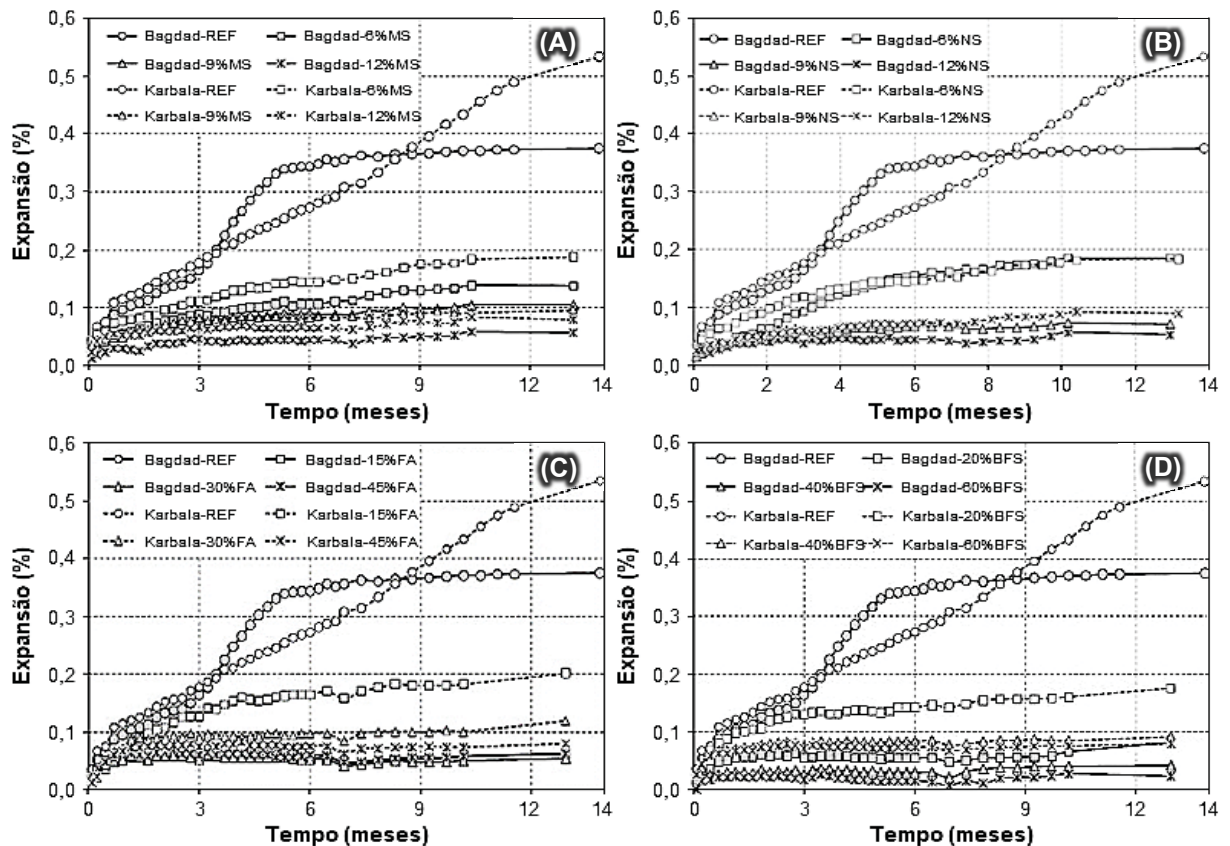 (A)
Bagdad-REF
Bagdad-6%MS
Bagdad-9%MS
Bagdad-12%MS
Karbala-REF
Karbala-6%MS
Karbala-9%MS
Karbala-12%MS
Expansão (%)
0,6
0,5
0,4
0,3
0,2
0,1
0,0
0 3 6 9 12 14
Tempo (meses)
(B)
Bagdad-REF
Bagdad-6%NS
Bagdad-9%NS
Bagdad-12%NS
Karbala-REF
Karbala-6%NS
Karbala-9%NS
Karbala-12%NS
Expansão (%)
0,6
0,5
0,4
0,3
0,2
0,1
0,0
0 2 4 6 8 10 12 14
Tempo (meses)
(C)
Bagdad-REF
Bagdad-15%FA
Bagdad-30%FA
Bagdad-45%FA
Karbala-REF
Karbala-15%FA
Karbala-30%FA
Karbala-45%FA
Expansão (%)
0,6
0,5
0,4
0,3
0,2
0,1
0,0
0 3 6 9 12 14
Tempo (meses)
(D)
Bagdad-REF
Bagdad-20%BFS
Bagdad-40%BFS
Bagdad-60%BFS
Karbala-REF
Karbala-20%BFS
Karbala-40%BFS
Karbala-60%BFS
Expansão (%)
0,6
0,5
0,4
0,3
0,2
0,1
0,0
0 3 6 9 12 14
Tempo (meses)